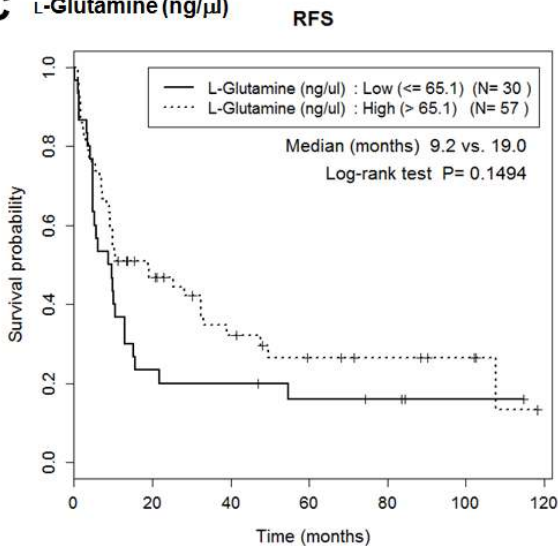 C L-Glutamine (ng/μl)
RFS
L-Glutamine (ng/ul) : Low (<= 65.1) (N= 30 )
L-Glutamine (ng/ul) : High (> 65.1) (N= 57 )
Median (months) 9.2 vs. 19.0
Log-rank test P= 0.1494
Survival probability
1.0
0.8
0.6
0.4
0.2
0.0
0 20 40 60 80 100 120
Time (months)